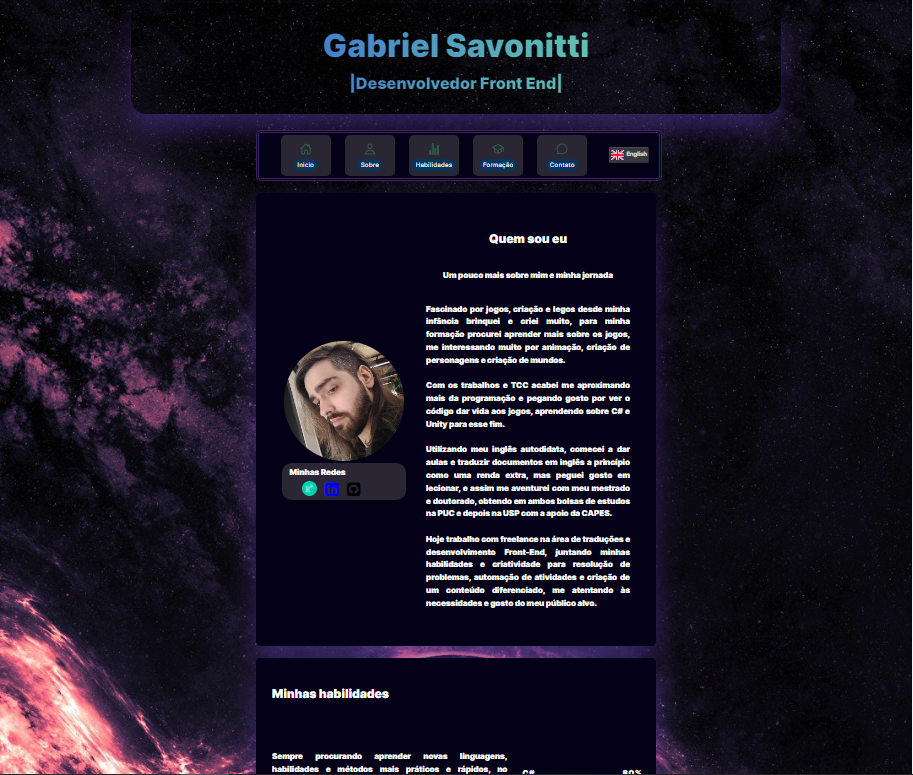 Gabriel Savonitti
|Desenvolvedor Front End|
Inicio
Sobre
Habilidades
Formação
Contato
English
Quem sou eu
Um pouco mais sobre mim e minha jornada
Fascinado por jogos, criação e legos desde minha
infância brinquei e criei muito, para minha
formação procurei aprender mais sobre os jogos,
me interessando muito por animação, criação de
personagens e criação de mundos.
Com os trabalhos e TCC acabei me aproximando
mais da programação e pegando gosto por ver o
código dar vida aos jogos, aprendendo sobre C# e
Unity para esse fim.
Utilizando meu inglês autodidata, comecei a dar
aulas e traduzir documentos em inglês a princípio
como uma renda extra, mas peguei gosto em
lecionar, e assim me aventurei com meu mestrado
e doutorado, obtendo em ambos bolsas de estudos
na PUC e depois na USP com a apoio da CAPES.
Hoje trabalho com freelance na área de traduções e
desenvolvimento Front-End, juntando minhas
habilidades e criatividade para resolução de
problemas, automação de atividades e criação de
um conteúdo diferenciado, me atentando às
necessidades e gosto do meu público alvo.
Minhas Redes
in
Minhas habilidades
Sempre procurando aprender novas linguagens,
habilidades e métodos mais práticos e rápidos, no
C# 80%